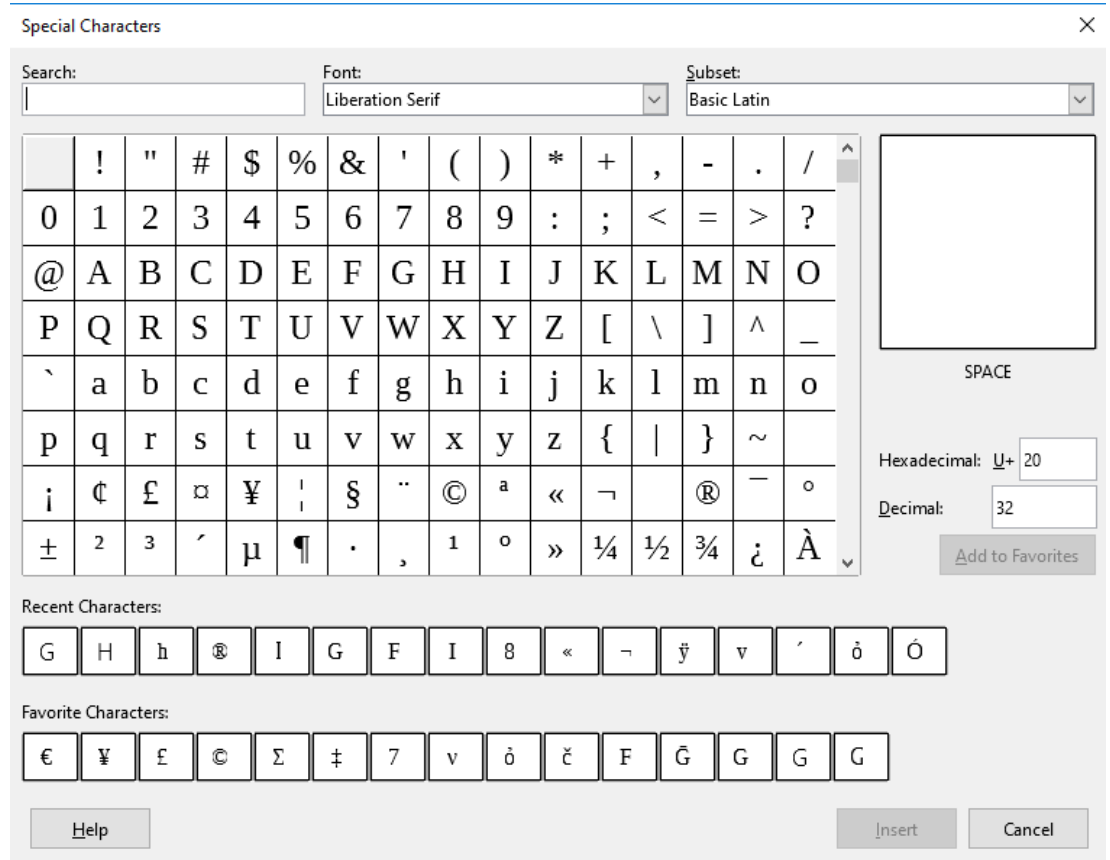 Special Characters
Search: Font: Subset:
Liberation Serif Basic Latin
! " # $ % & ' ( ) * + , - . /
0 1 2 3 4 5 6 7 8 9 : ; < = > ?
@ A B C D E F G H I J K L M N O
P Q R S T U V W X Y Z [ \ ] ^ _
` a b c d e f g h i j k l m n o
p q r s t u v w x y z { | } ~
¡ ¢ £ ¤ ¥ ¦ § ¨ © ª « ¬ ® ¯ °
± ² ³ ´ µ ¶ · ¸ ¹ º » ¼ ½ ¾ ¿ À
SPACE
Hexadecimal: U+ 20
Decimal: 32
Add to Favorites
Recent Characters:
G H h ® I G F I 8 « ¬ ÿ v ´ ỏ Ó
Favorite Characters:
€ ¥ £ © Σ ‡ 7 v ỏ č F Ḡ G G G
Help Insert Cancel